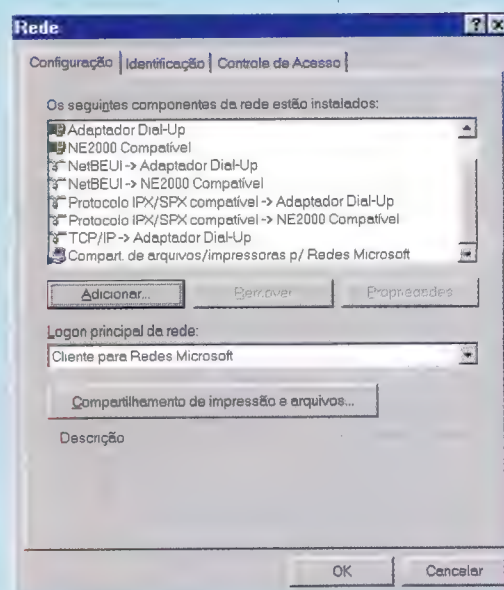 Rede
Configuração Identificação Controle de Acesso
Os seguintes componentes da rede estão instalados:
Adaptador Dial-Up
NE2000 Compatível
NetBEUI -> Adaptador Dial-Up
NetBEUI -> NE2000 Compatível
Protocolo IPX/SPX compatível -> Adaptador Dial-Up
Protocolo IPX/SPX compatível -> NE2000 Compatível
TCP/IP -> Adaptador Dial-Up
Compart. de arquivos/impressoras p/ Redes Microsoft
Adicionar... Remover Propriedades
Logon principal da rede:
Cliente para Redes Microsoft
Compartilhamento de impressão e arquivos...
Descrição
OK Cancelar